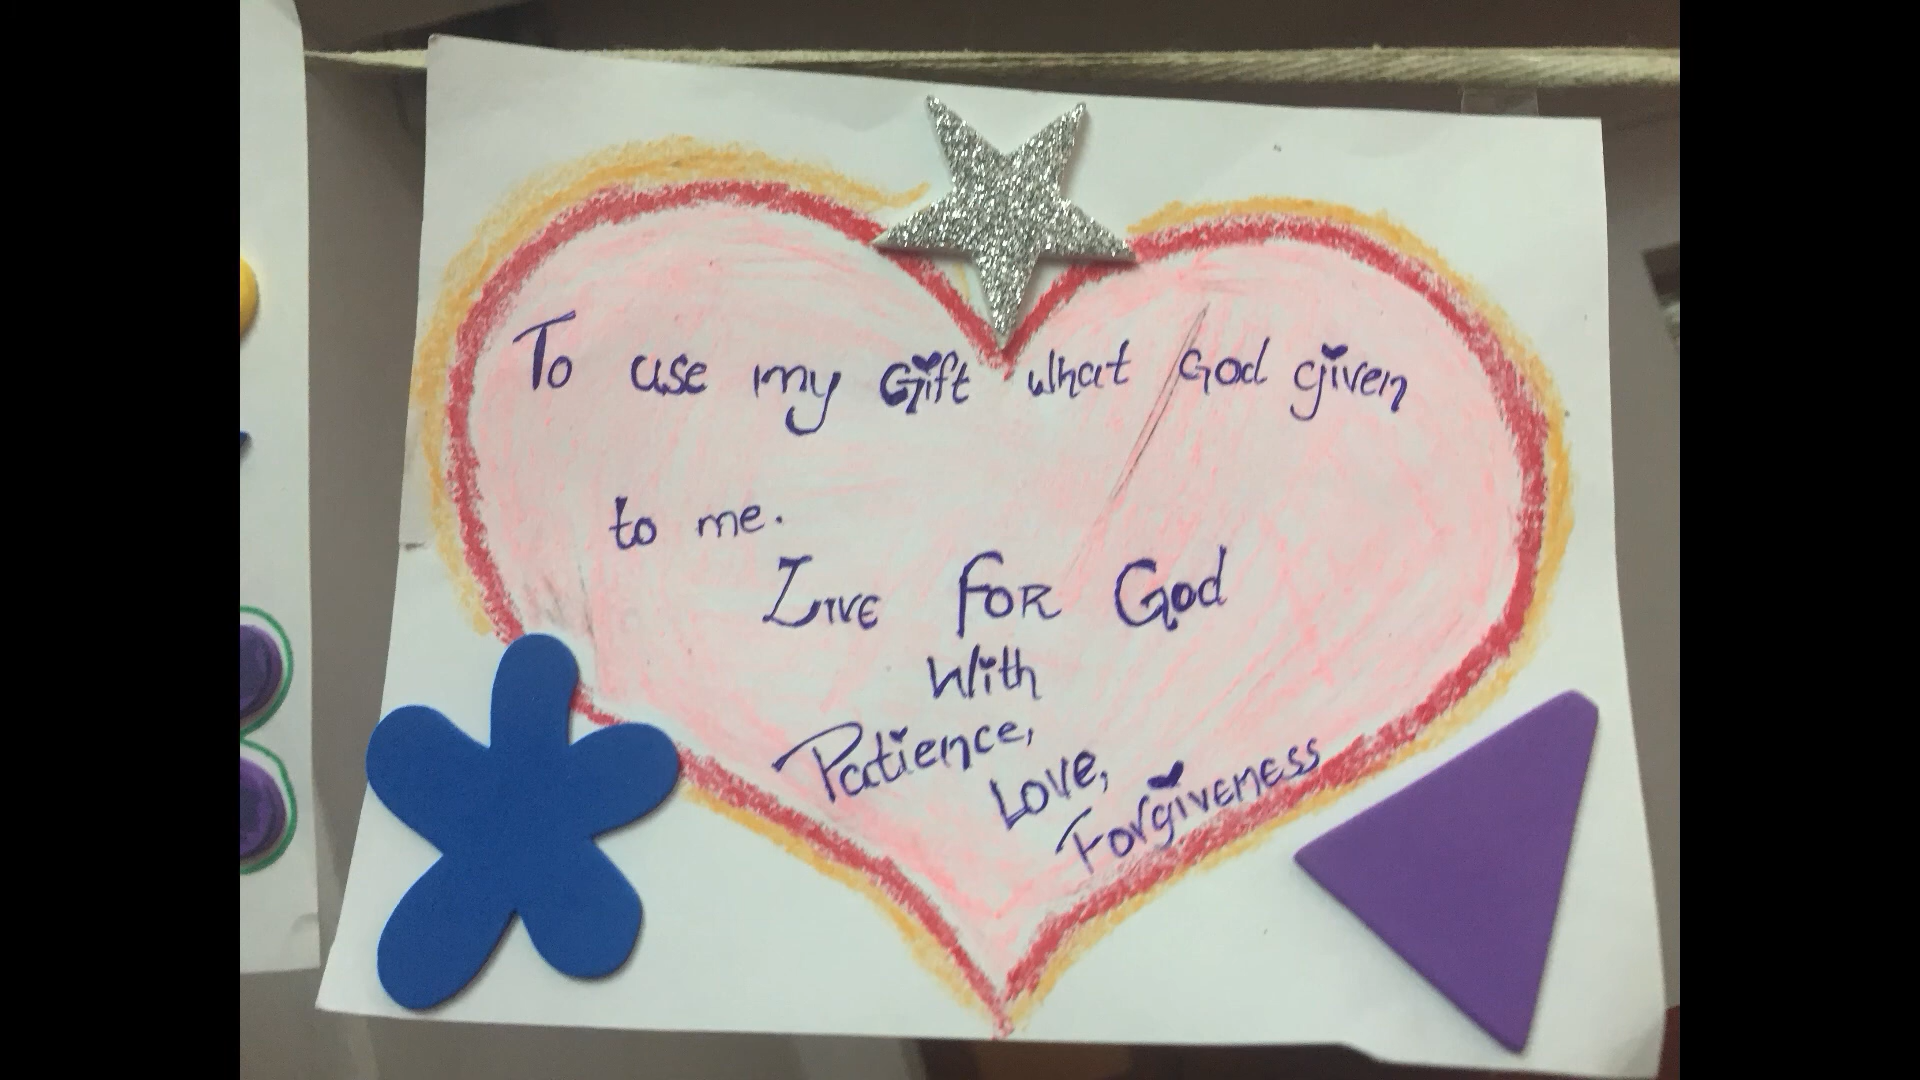 To use my Gift what God given
to me.
LIVE FOR God
With
Patience,
Love,
Forgiveness